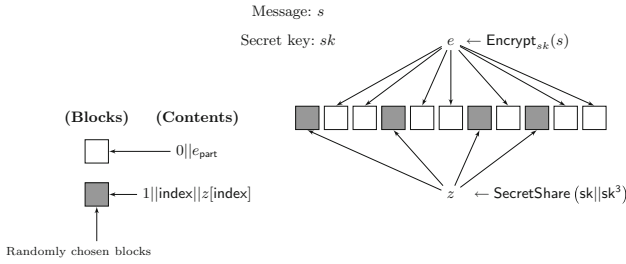 Message: s
Secret key: sk
e ← Encrypt_sk(s)
(Blocks) (Contents)
0||e_part
1||index||z[index]
z ← SecretShare (sk||sk^3)
Randomly chosen blocks